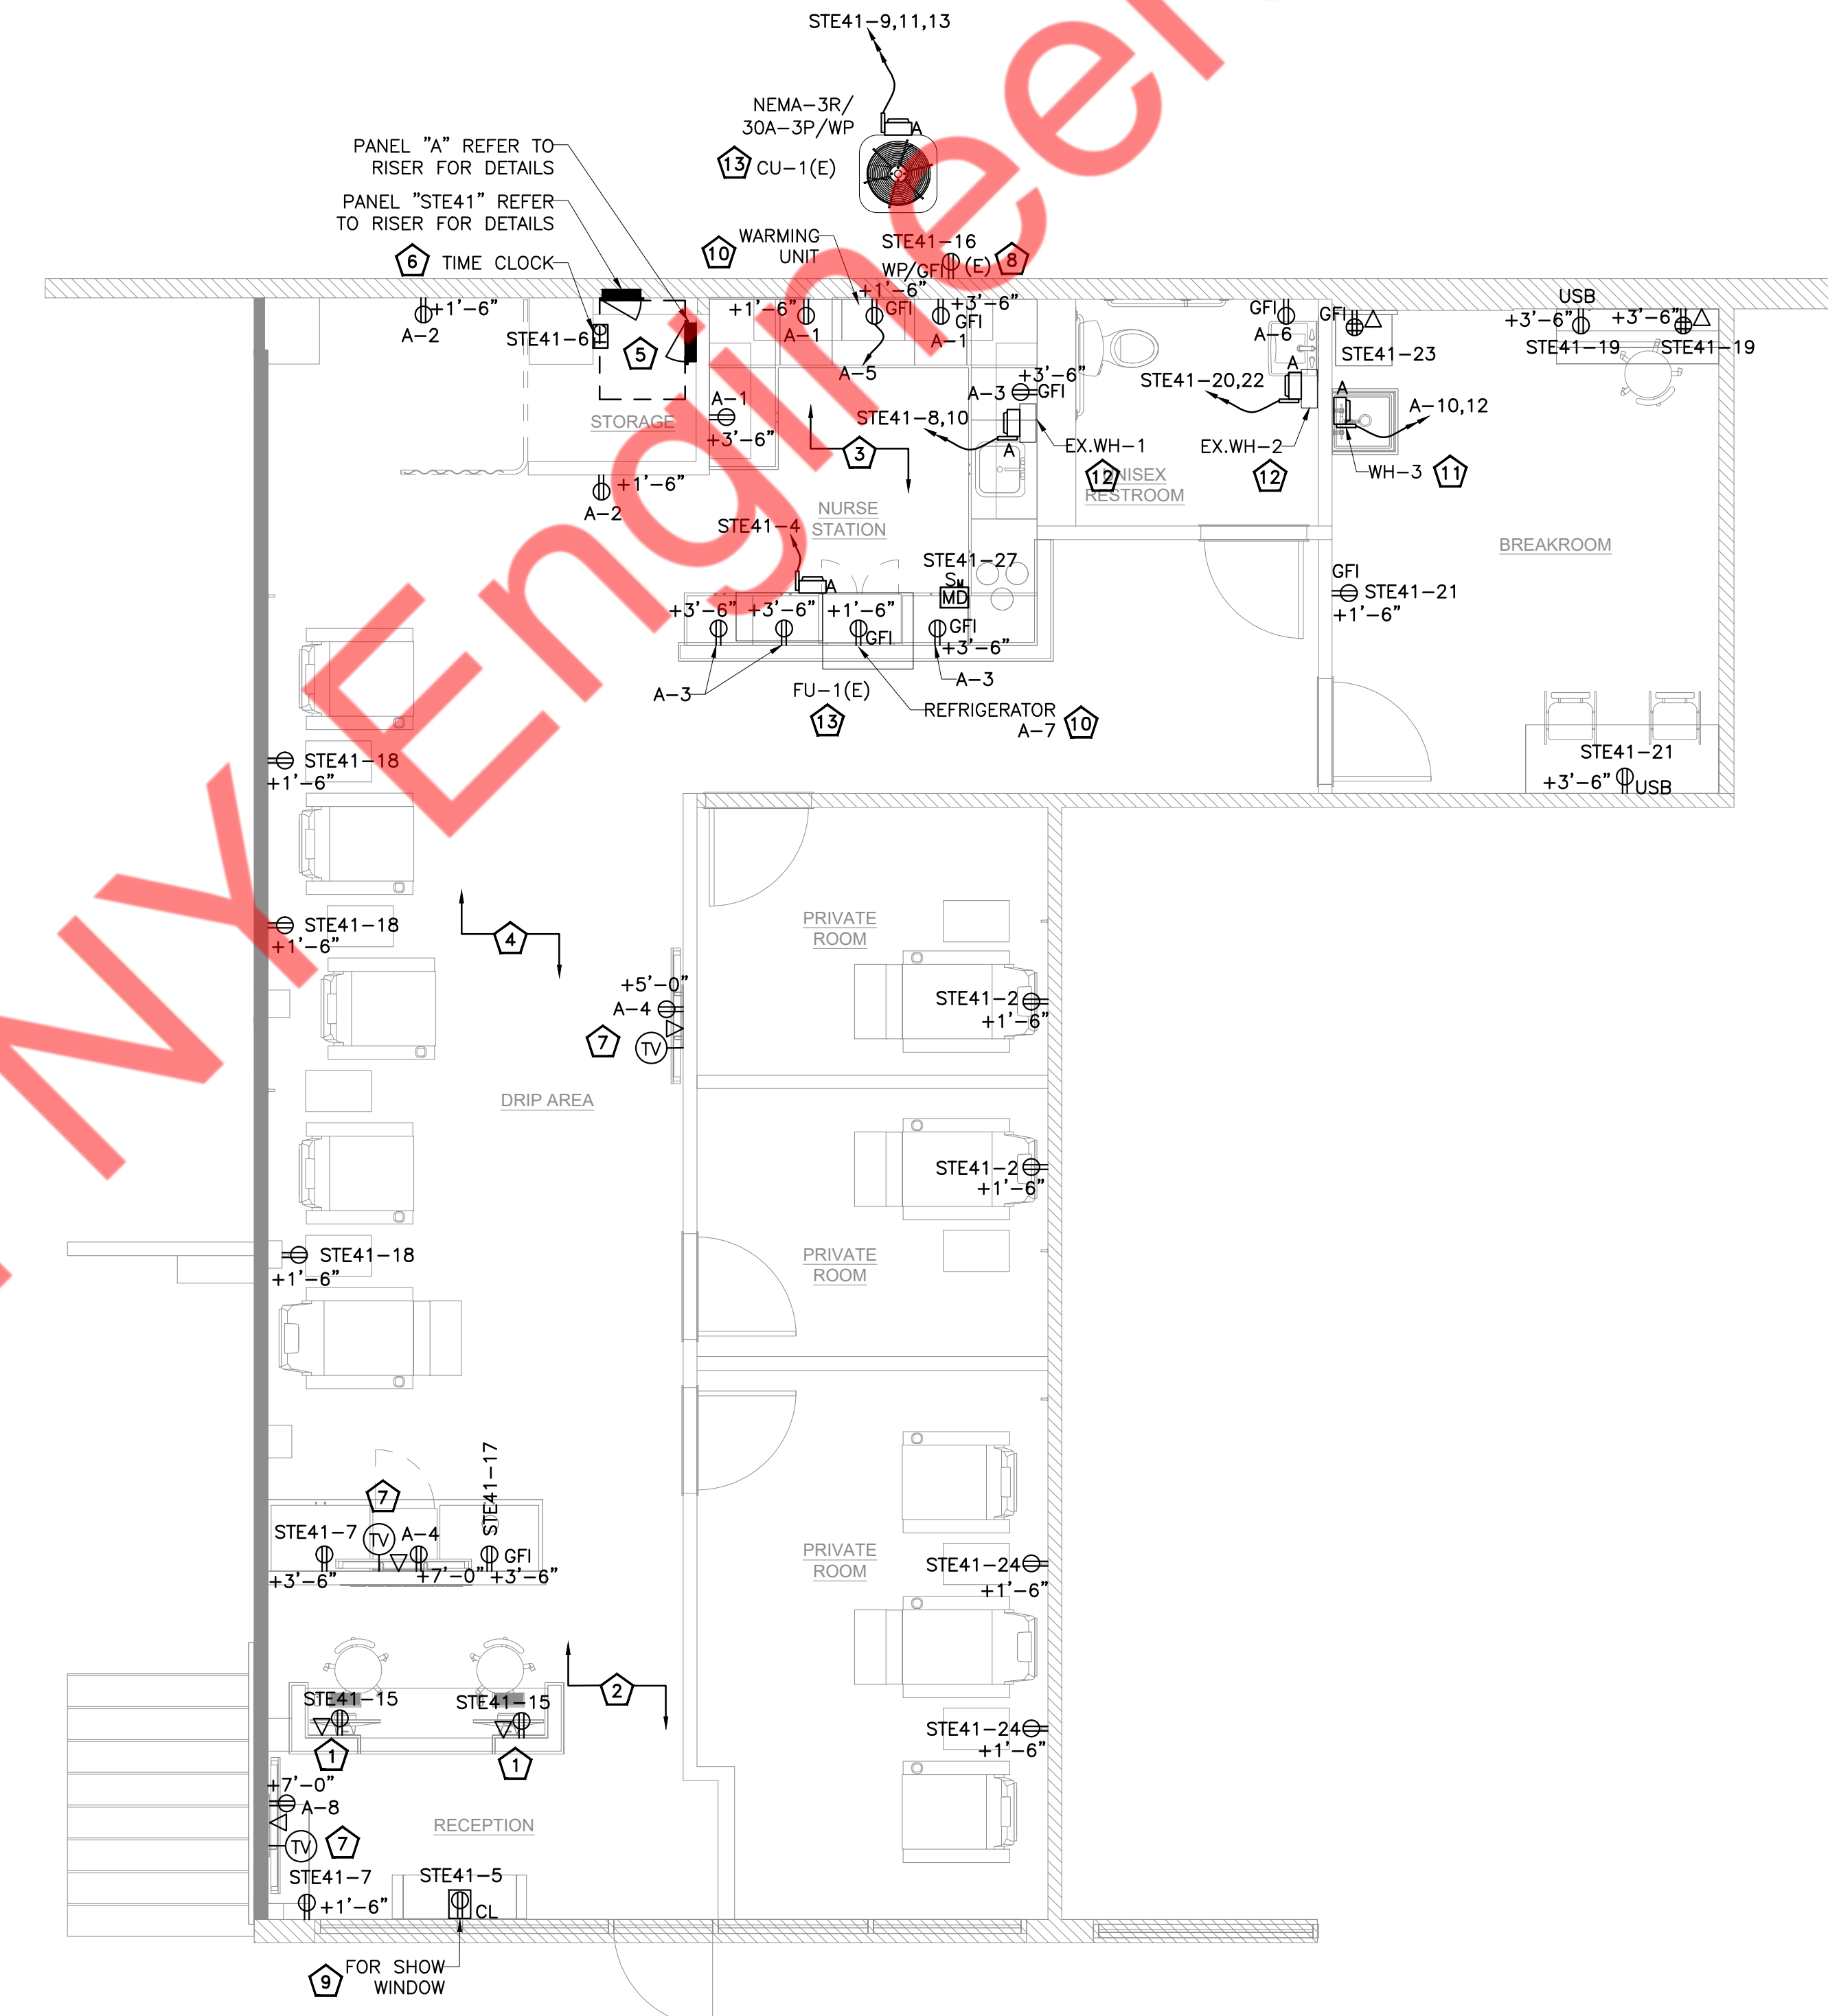 STE41-9,11,13
NEMA-3R/
30A-3P/WP
A
13 CU-1(E)
PANEL "A" REFER TO
RISER FOR DETAILS
PANEL "STE41" REFER
TO RISER FOR DETAILS
6 TIME CLOCK
10 WARMING
UNIT
STE41-16
WP/GFI (E) 8
+1'-6"
A-2
STE41-6
5
+1'-6"
A-1
+1'-6"
GFI
A-5
+3'-6"
GFI
A-1
GFI
A-6
GFI
STE41-23
USB
+3'-6"
STE41-19
+3'-6"
STE41-19
STORAGE
A-1
+3'-6"
+3'-6"
A-3 GFI
STE41-8,10
A
EX.WH-1
12
3
STE41-20,22
A
EX.WH-2
12
A
A-10,12
WH-3 11
UNISEX
RESTROOM
+1'-6"
A-2
NURSE
STATION
BREAKROOM
STE41-4
A
STE41-27
SM
MD
+3'-6" +3'-6" +1'-6"
GFI
GFI
+3'-6"
A-3
A-3
FU-1(E)
13
REFRIGERATOR
A-7 10
GFI
STE41-21
+1'-6"
STE41-21
+3'-6"
USB
STE41-18
+1'-6"
STE41-18
+1'-6"
4
PRIVATE
ROOM
STE41-2
+1'-6"
+5'-0"
A-4
7 TV
DRIP AREA
STE41-2
+1'-6"
PRIVATE
ROOM
STE41-18
+1'-6"
7
STE41-17
STE41-7
TV
A-4
GFI
+3'-6"
+7'-0" +3'-6"
PRIVATE
ROOM
STE41-24
+1'-6"
2
STE41-15
STE41-15
1
1
STE41-24
+1'-6"
+7'-0"
A-8
TV 7
RECEPTION
STE41-7
+1'-6"
STE41-5
CL
9 FOR SHOW
WINDOW
NY Engineer